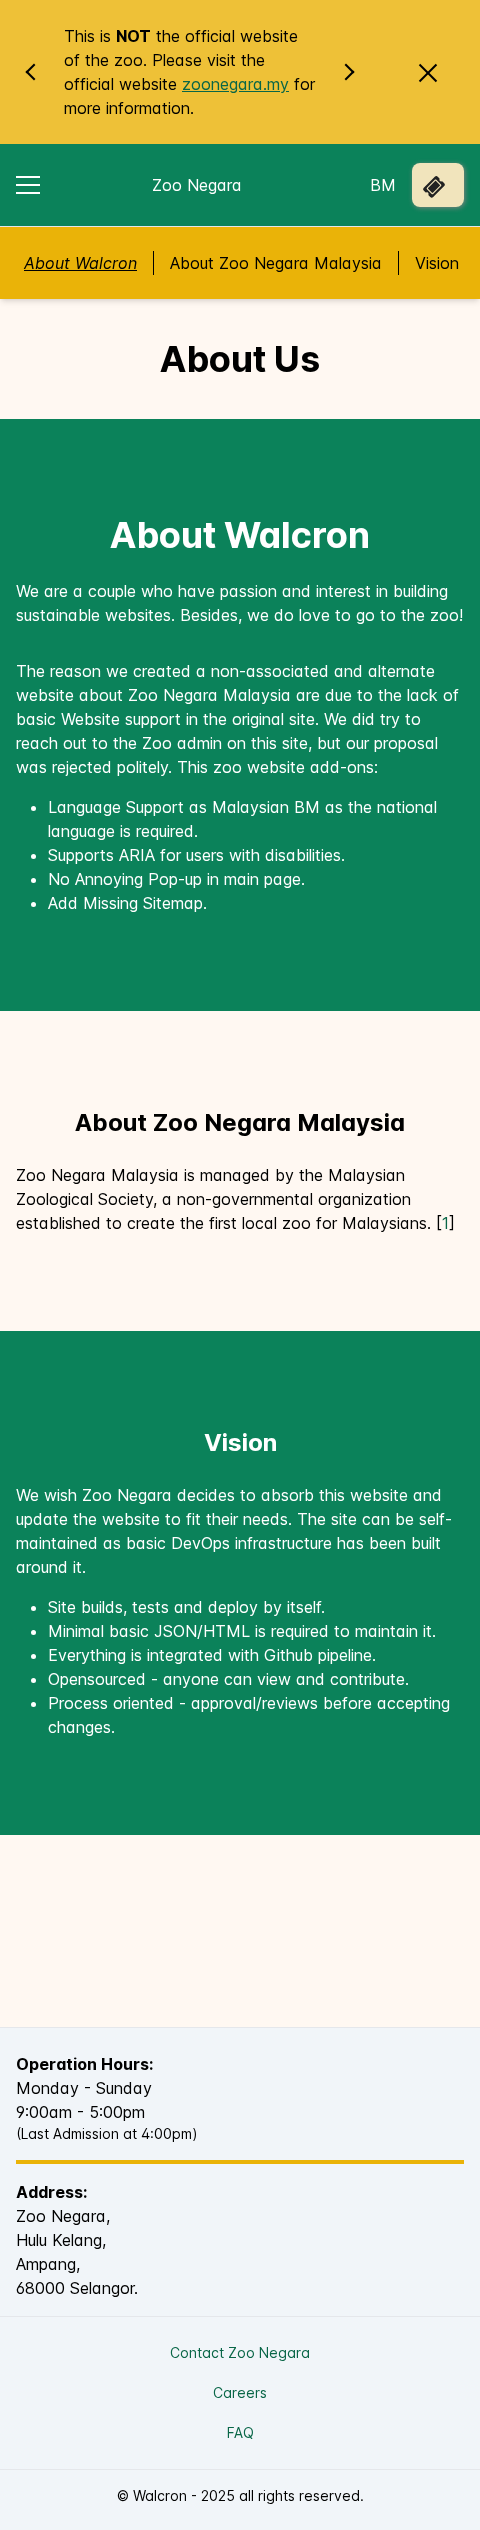 This is NOT the official website
of the zoo. Please visit the
official website zoonegara.my for
more information.
Zoo Negara
BM
About Walcron
About Zoo Negara Malaysia
Vision
About Us
About Walcron
We are a couple who have passion and interest in building
sustainable websites. Besides, we do love to go to the zoo!
The reason we created a non-associated and alternate
website about Zoo Negara Malaysia are due to the lack of
basic Website support in the original site. We did try to
reach out to the Zoo admin on this site, but our proposal
was rejected politely. This zoo website add-ons:
• Language Support as Malaysian BM as the national
language is required.
• Supports ARIA for users with disabilities.
• No Annoying Pop-up in main page.
• Add Missing Sitemap.
About Zoo Negara Malaysia
Zoo Negara Malaysia is managed by the Malaysian
Zoological Society, a non-governmental organization
established to create the first local zoo for Malaysians. [1]
Vision
We wish Zoo Negara decides to absorb this website and
update the website to fit their needs. The site can be self-
maintained as basic DevOps infrastructure has been built
around it.
• Site builds, tests and deploy by itself.
• Minimal basic JSON/HTML is required to maintain it.
• Everything is integrated with Github pipeline.
• Opensourced - anyone can view and contribute.
• Process oriented - approval/reviews before accepting
changes.
Operation Hours:
Monday - Sunday
9:00am - 5:00pm
(Last Admission at 4:00pm)
Address:
Zoo Negara,
Hulu Kelang,
Ampang,
68000 Selangor.
Contact Zoo Negara
Careers
FAQ
© Walcron - 2025 all rights reserved.